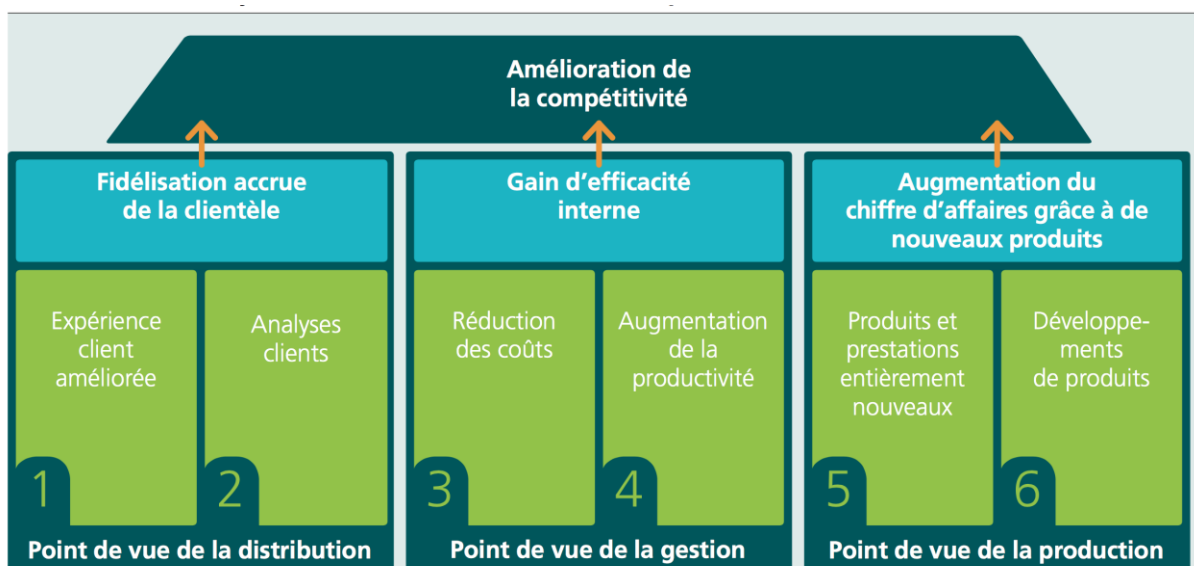 Amélioration de
la compétitivité
Fidélisation accrue
de la clientèle
Gain d’efficacité
interne
Augmentation du
chiffre d’affaires grâce à de
nouveaux produits
Expérience
client
améliorée
Analyses
clients
Réduction
des coûts
Augmentation
de la
productivité
Produits et
prestations
entièrement
nouveaux
Développe-
ments
de produits
1
2
3
4
5
6
Point de vue de la distribution
Point de vue de la gestion
Point de vue de la production